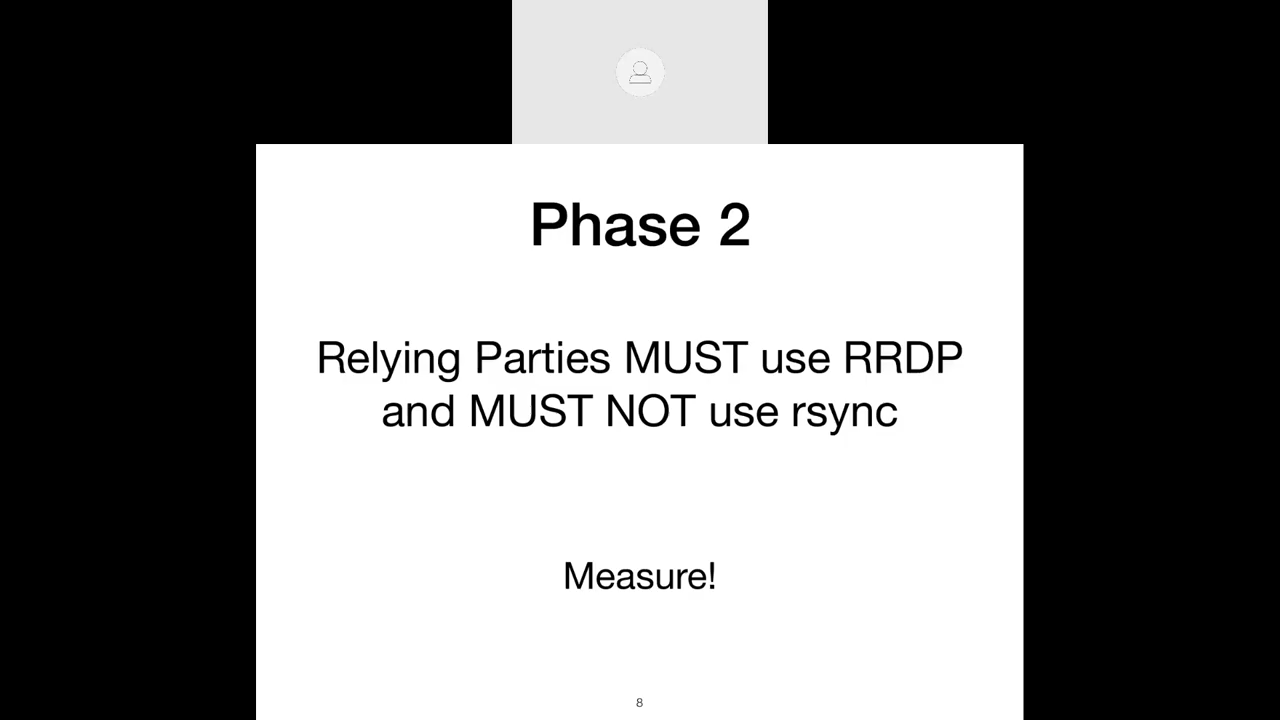 Phase 2
Relying Parties MUST use RRDP
and MUST NOT use rsync
Measure!
8